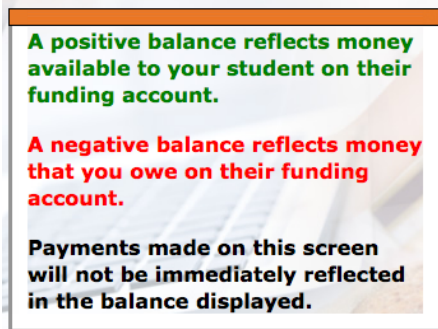 A positive balance reflects money
available to your student on their
funding account.
A negative balance reflects money
that you owe on their funding
account.
Payments made on this screen
will not be immediately reflected
in the balance displayed.